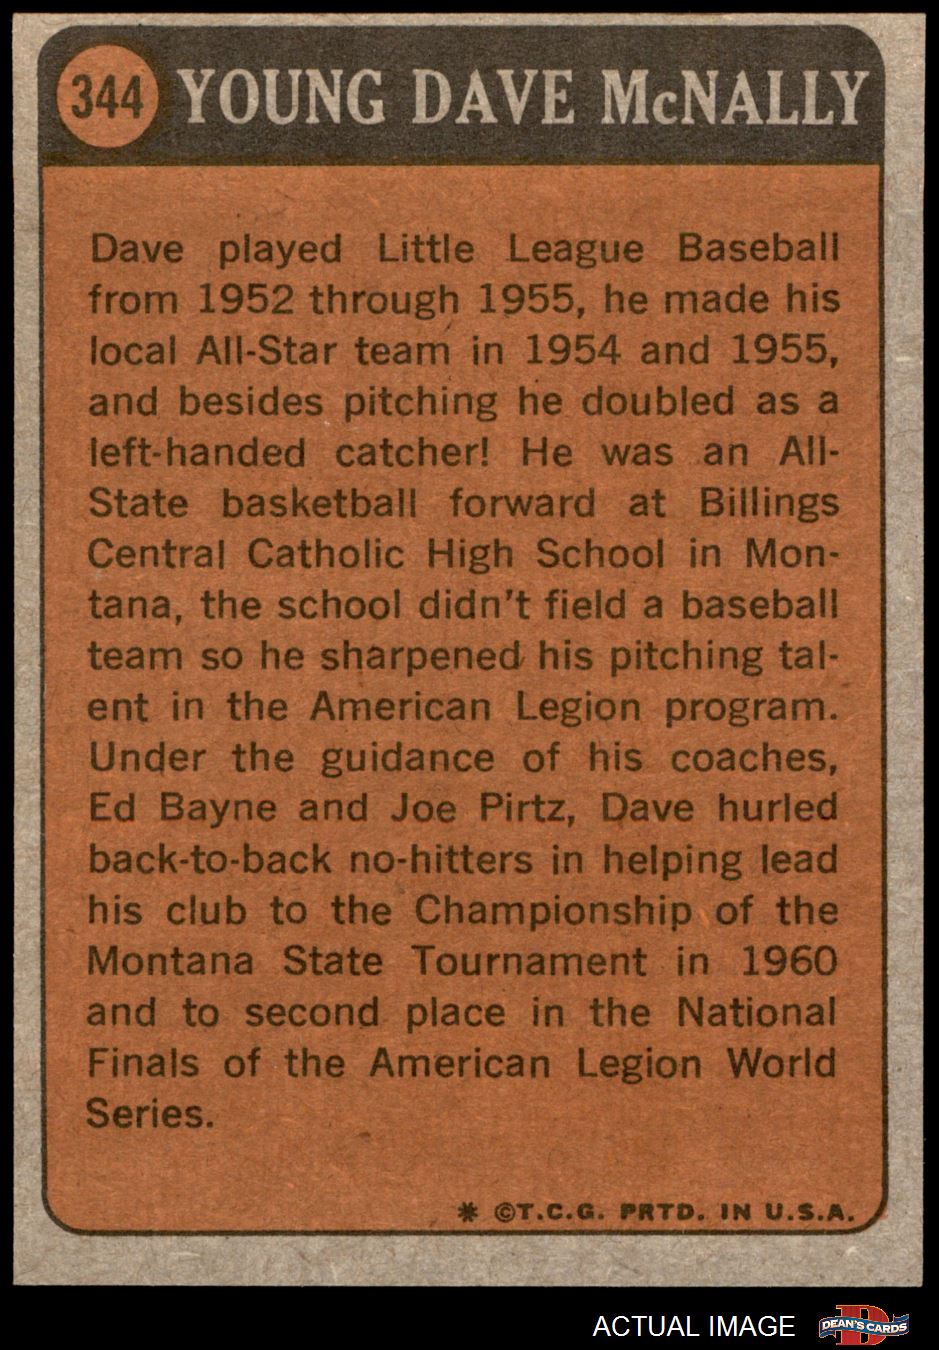 344 YOUNG DAVE McNALLY
Dave played Little League Baseball
from 1952 through 1955, he made his
local All-Star team in 1954 and 1955,
and besides pitching he doubled as a
left-handed catcher! He was an All-
State basketball forward at Billings
Central Catholic High School in Mon-
tana, the school didn't field a baseball
team so he sharpened his pitching tal-
ent in the American Legion program.
Under the guidance of his coaches,
Ed Bayne and Joe Pirtz, Dave hurled
back-to-back no-hitters in helping lead
his club to the Championship of the
Montana State Tournament in 1960
and to second place in the National
Finals of the American Legion World
Series.
* ©T.C.G. PRTD. IN U.S.A.
ACTUAL IMAGE D DEAN'S CARDS